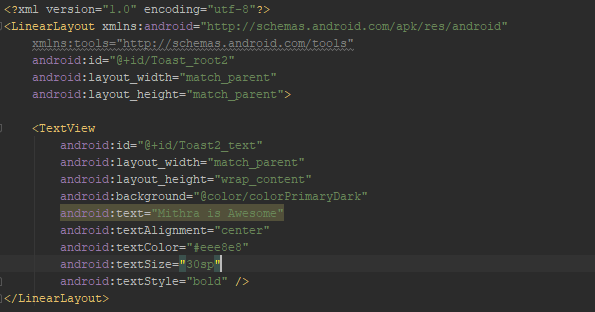 <?xml version="1.0" encoding="utf-8"?>
<LinearLayout xmlns:android="http://schemas.android.com/apk/res/android"
    xmlns:tools="http://schemas.android.com/tools"
    android:id="@+id/Toast_root2"
    android:layout_width="match_parent"
    android:layout_height="match_parent">

    <TextView
        android:id="@+id/Toast2_text"
        android:layout_width="match_parent"
        android:layout_height="wrap_content"
        android:background="@color/colorPrimaryDark"
        android:text="Mithra is Awesome"
        android:textAlignment="center"
        android:textColor="#eee8e8"
        android:textSize="30sp"
        android:textStyle="bold" />
</LinearLayout>